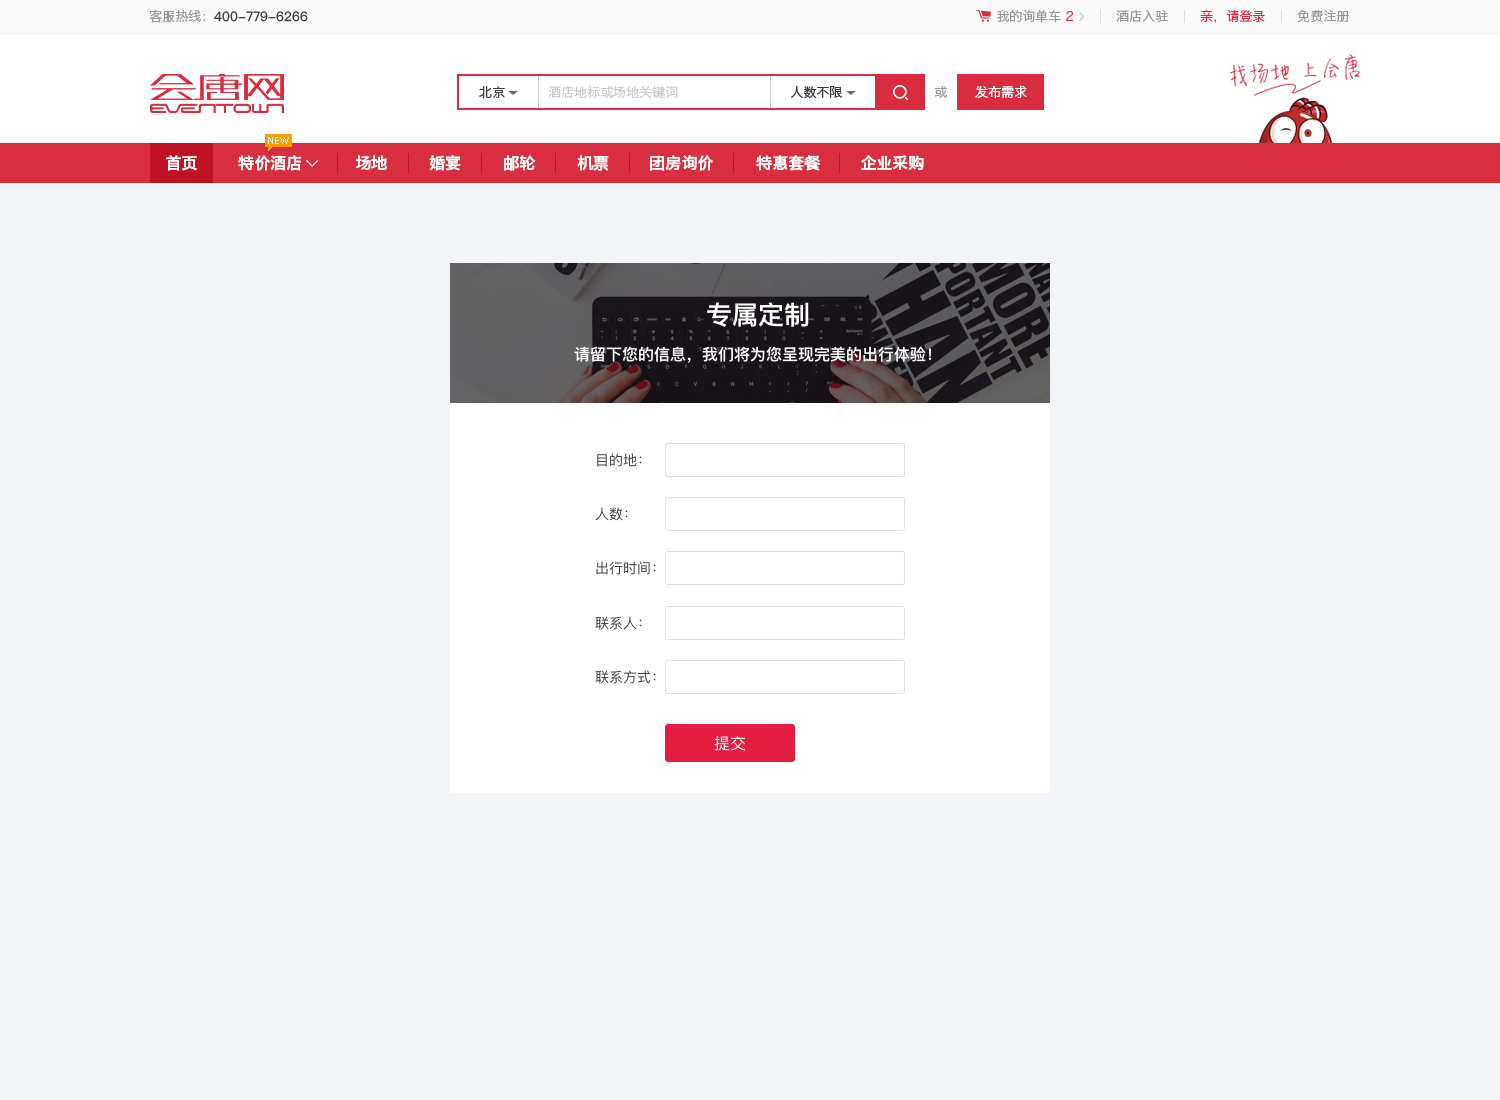 客服热线：400-779-6266
我的询单车 2
酒店入驻
亲，请登录
免费注册
会唐网
EVENTOWN
北京
酒店地标或场地关键词
人数不限
或
发布需求
找场地 上会唐
NEW
首页
特价酒店
场地
婚宴
邮轮
机票
团房询价
特惠套餐
企业采购
专属定制
请留下您的信息，我们将为您呈现完美的出行体验！
目的地：
人数：
出行时间：
联系人：
联系方式：
提交